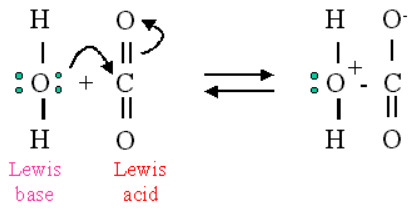 H O H O⁻
O + C O⁺ - C
H O H O
Lewis Lewis
base acid